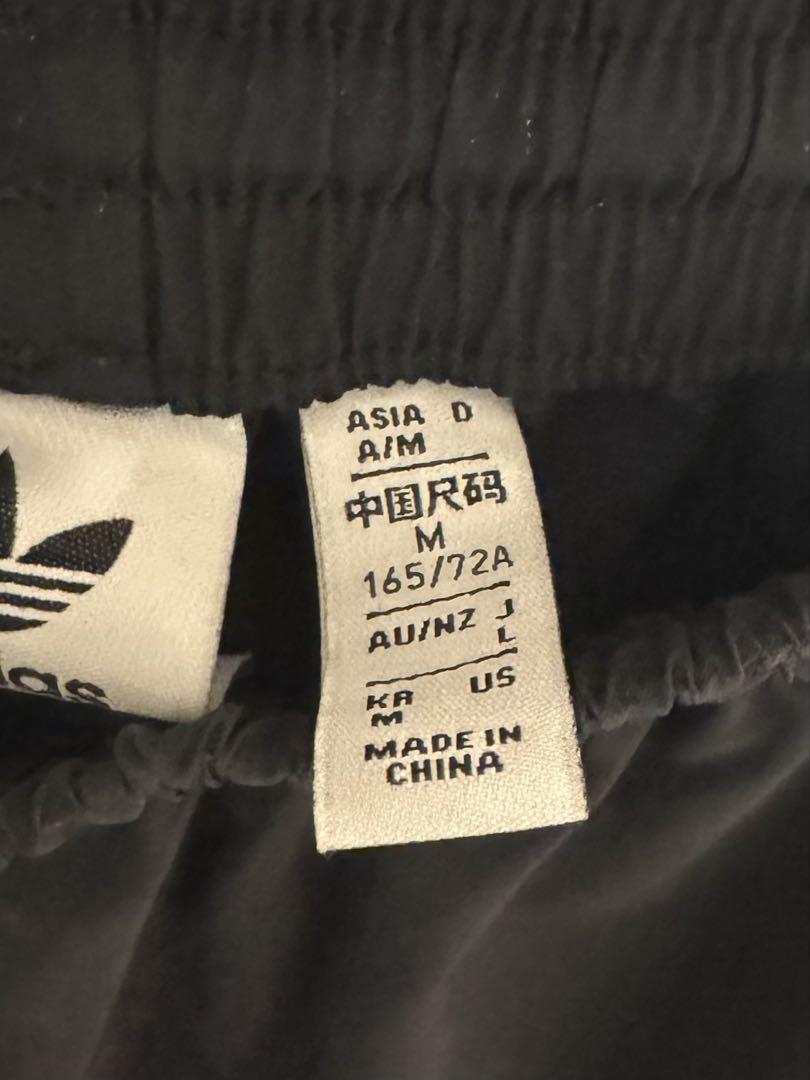 ASIA D
A/M
中国尺码
M
165/72A
AU/NZ J
L
KR US
M
MADE IN
CHINA